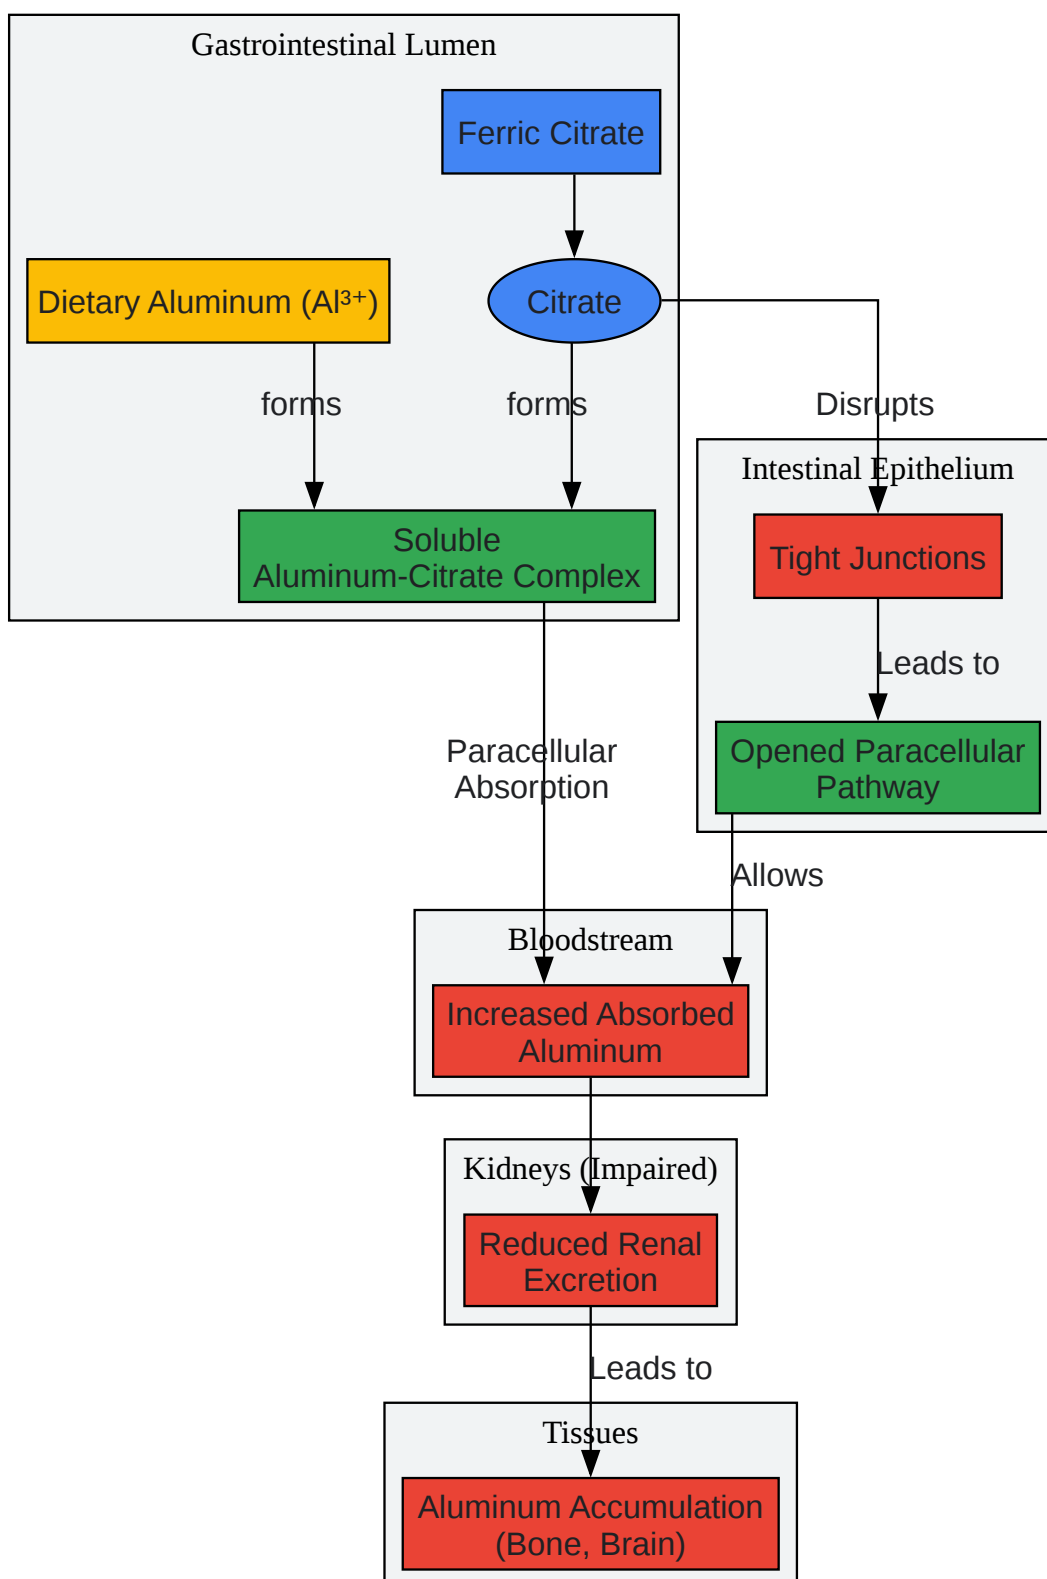 Gastrointestinal Lumen
Ferric Citrate
Dietary Aluminum (Al³⁺)
Citrate
forms
forms
Disrupts
Intestinal Epithelium
Soluble
Aluminum-Citrate Complex
Tight Junctions
Leads to
Paracellular
Absorption
Opened Paracellular
Pathway
Allows
Bloodstream
Increased Absorbed
Aluminum
Kidneys (Impaired)
Reduced Renal
Excretion
Leads to
Tissues
Aluminum Accumulation
(Bone, Brain)